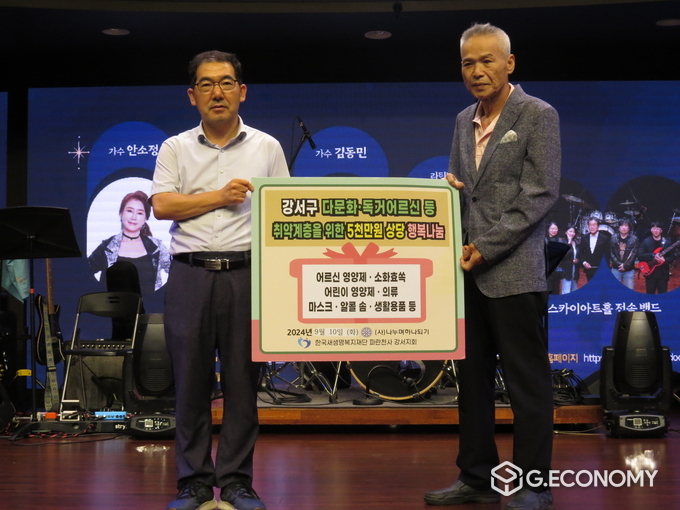 가수 안소정
가수 김동민
강서구 다문화·독거어르신 등
취약계층을 위한 5천만원 상당 행복나눔
어르신 영양제 · 소화효쏙
어린이 영양제 · 의류
마스크 · 알콜 솜 · 생활용품 등
2024년 9월 10일 (화) (사)나누며하나되기
한국새생명복지재단 파란천사 강서지회
스카이아트홀 전속 밴드
홈페이지
G.ECONOMY